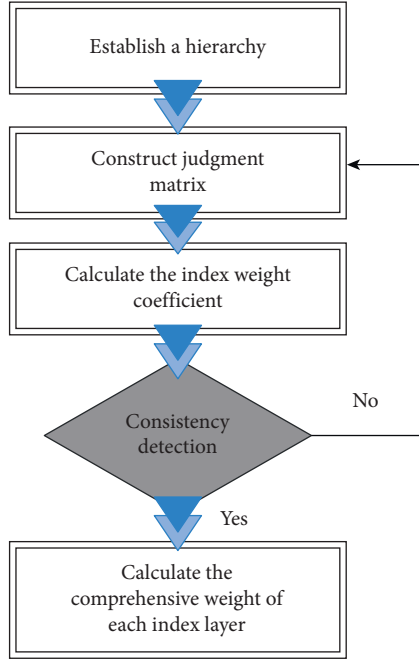 Establish a hierarchy
Construct judgment
matrix
Calculate the index weight
coefficient
Consistency
detection
No
Yes
Calculate the
comprehensive weight of
each index layer